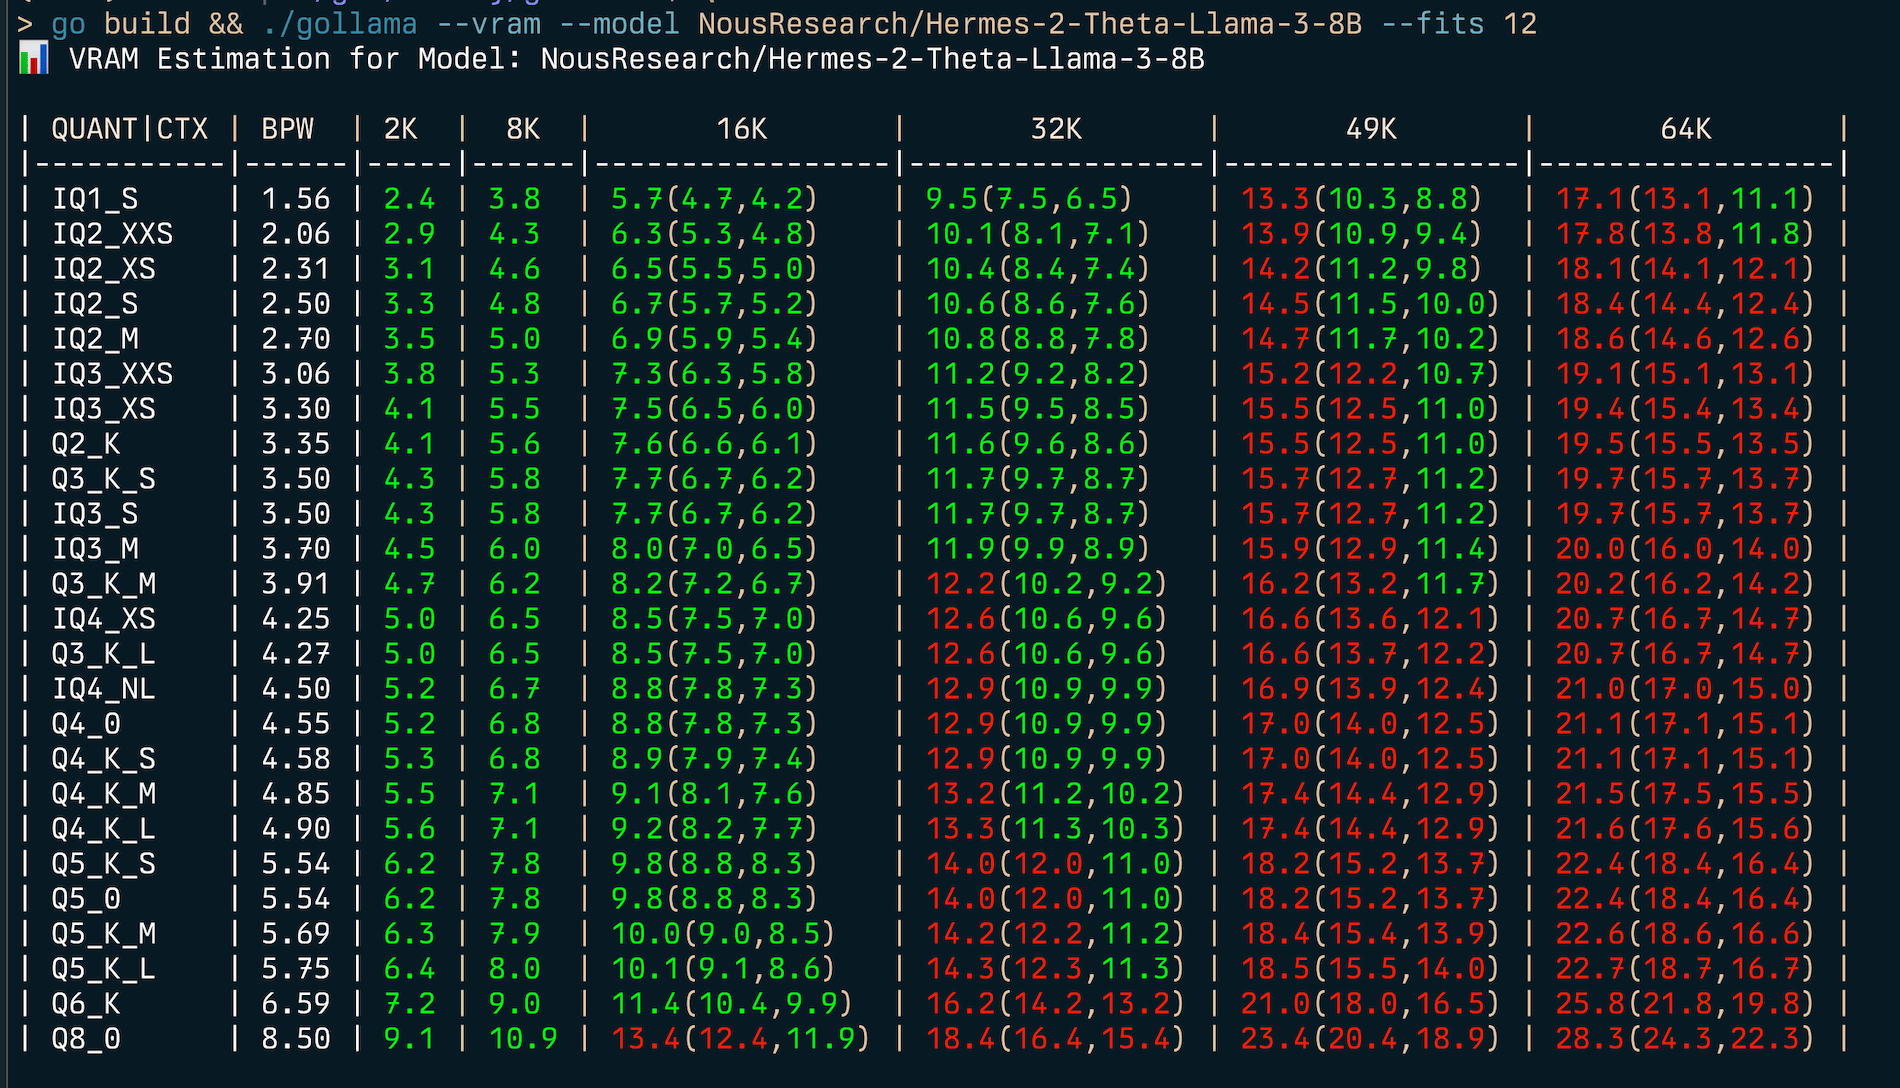 > go build && ./gollama --vram --model NousResearch/Hermes-2-Theta-Llama-3-8B --fits 12
📊 VRAM Estimation for Model: NousResearch/Hermes-2-Theta-Llama-3-8B
| QUANT|CTX | BPW | 2K | 8K | 16K | 32K | 49K | 64K |
|-----------|------|-----|------|-----------------|-----------------|-----------------|-----------------|
| IQ1_S | 1.56 | 2.4 | 3.8 | 5.7(4.7,4.2) | 9.5(7.5,6.5) | 13.3(10.3,8.8) | 17.1(13.1,11.1) |
| IQ2_XXS | 2.06 | 2.9 | 4.3 | 6.3(5.3,4.8) | 10.1(8.1,7.1) | 13.9(10.9,9.4) | 17.8(13.8,11.8) |
| IQ2_XS | 2.31 | 3.1 | 4.6 | 6.5(5.5,5.0) | 10.4(8.4,7.4) | 14.2(11.2,9.8) | 18.1(14.1,12.1) |
| IQ2_S | 2.50 | 3.3 | 4.8 | 6.7(5.7,5.2) | 10.6(8.6,7.6) | 14.5(11.5,10.0) | 18.4(14.4,12.4) |
| IQ2_M | 2.70 | 3.5 | 5.0 | 6.9(5.9,5.4) | 10.8(8.8,7.8) | 14.7(11.7,10.2) | 18.6(14.6,12.6) |
| IQ3_XXS | 3.06 | 3.8 | 5.3 | 7.3(6.3,5.8) | 11.2(9.2,8.2) | 15.2(12.2,10.7) | 19.1(15.1,13.1) |
| IQ3_XS | 3.30 | 4.1 | 5.5 | 7.5(6.5,6.0) | 11.5(9.5,8.5) | 15.5(12.5,11.0) | 19.4(15.4,13.4) |
| Q2_K | 3.35 | 4.1 | 5.6 | 7.6(6.6,6.1) | 11.6(9.6,8.6) | 15.5(12.5,11.0) | 19.5(15.5,13.5) |
| Q3_K_S | 3.50 | 4.3 | 5.8 | 7.7(6.7,6.2) | 11.7(9.7,8.7) | 15.7(12.7,11.2) | 19.7(15.7,13.7) |
| IQ3_S | 3.50 | 4.3 | 5.8 | 7.7(6.7,6.2) | 11.7(9.7,8.7) | 15.7(12.7,11.2) | 19.7(15.7,13.7) |
| IQ3_M | 3.70 | 4.5 | 6.0 | 8.0(7.0,6.5) | 11.9(9.9,8.9) | 15.9(12.9,11.4) | 20.0(16.0,14.0) |
| Q3_K_M | 3.91 | 4.7 | 6.2 | 8.2(7.2,6.7) | 12.2(10.2,9.2) | 16.2(13.2,11.7) | 20.2(16.2,14.2) |
| IQ4_XS | 4.25 | 5.0 | 6.5 | 8.5(7.5,7.0) | 12.6(10.6,9.6) | 16.6(13.6,12.1) | 20.7(16.7,14.7) |
| Q3_K_L | 4.27 | 5.0 | 6.5 | 8.5(7.5,7.0) | 12.6(10.6,9.6) | 16.6(13.7,12.2) | 20.7(16.7,14.7) |
| IQ4_NL | 4.50 | 5.2 | 6.7 | 8.8(7.8,7.3) | 12.9(10.9,9.9) | 16.9(13.9,12.4) | 21.0(17.0,15.0) |
| Q4_0 | 4.55 | 5.2 | 6.8 | 8.8(7.8,7.3) | 12.9(10.9,9.9) | 17.0(14.0,12.5) | 21.1(17.1,15.1) |
| Q4_K_S | 4.58 | 5.3 | 6.8 | 8.9(7.9,7.4) | 12.9(10.9,9.9) | 17.0(14.0,12.5) | 21.1(17.1,15.1) |
| Q4_K_M | 4.85 | 5.5 | 7.1 | 9.1(8.1,7.6) | 13.2(11.2,10.2) | 17.4(14.4,12.9) | 21.5(17.5,15.5) |
| Q4_K_L | 4.90 | 5.6 | 7.1 | 9.2(8.2,7.7) | 13.3(11.3,10.3) | 17.4(14.4,12.9) | 21.6(17.6,15.6) |
| Q5_K_S | 5.54 | 6.2 | 7.8 | 9.8(8.8,8.3) | 14.0(12.0,11.0) | 18.2(15.2,13.7) | 22.4(18.4,16.4) |
| Q5_0 | 5.54 | 6.2 | 7.8 | 9.8(8.8,8.3) | 14.0(12.0,11.0) | 18.2(15.2,13.7) | 22.4(18.4,16.4) |
| Q5_K_M | 5.69 | 6.3 | 7.9 | 10.0(9.0,8.5) | 14.2(12.2,11.2) | 18.4(15.4,13.9) | 22.6(18.6,16.6) |
| Q5_K_L | 5.75 | 6.4 | 8.0 | 10.1(9.1,8.6) | 14.3(12.3,11.3) | 18.5(15.5,14.0) | 22.7(18.7,16.7) |
| Q6_K | 6.59 | 7.2 | 9.0 | 11.4(10.4,9.9) | 16.2(14.2,13.2) | 21.0(18.0,16.5) | 25.8(21.8,19.8) |
| Q8_0 | 8.50 | 9.1 | 10.9 | 13.4(12.4,11.9) | 18.4(16.4,15.4) | 23.4(20.4,18.9) | 28.3(24.3,22.3) |